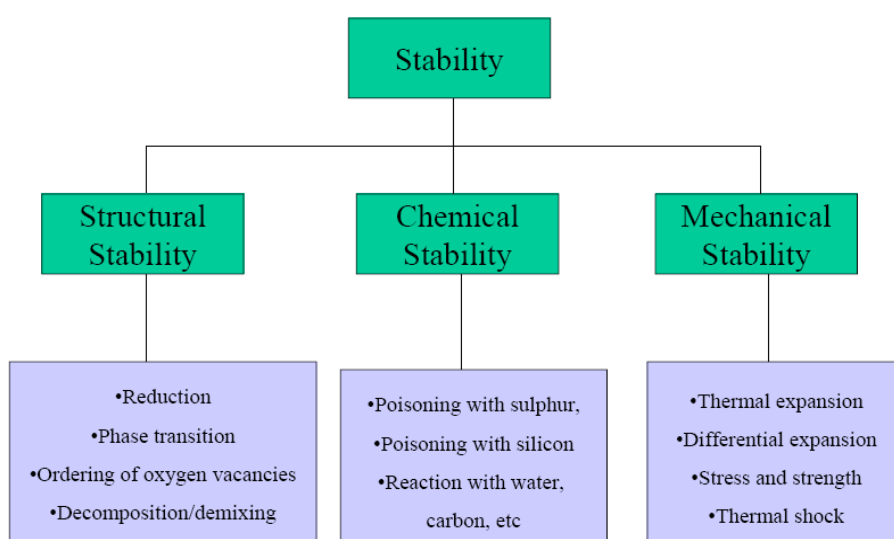 Stability
Structural
Stability
Chemical
Stability
Mechanical
Stability
•Reduction
•Phase transition
•Ordering of oxygen vacancies
•Decomposition/demixing
•Poisoning with sulphur,
•Poisoning with silicon
•Reaction with water,
carbon, etc
•Thermal expansion
•Differential expansion
•Stress and strength
•Thermal shock